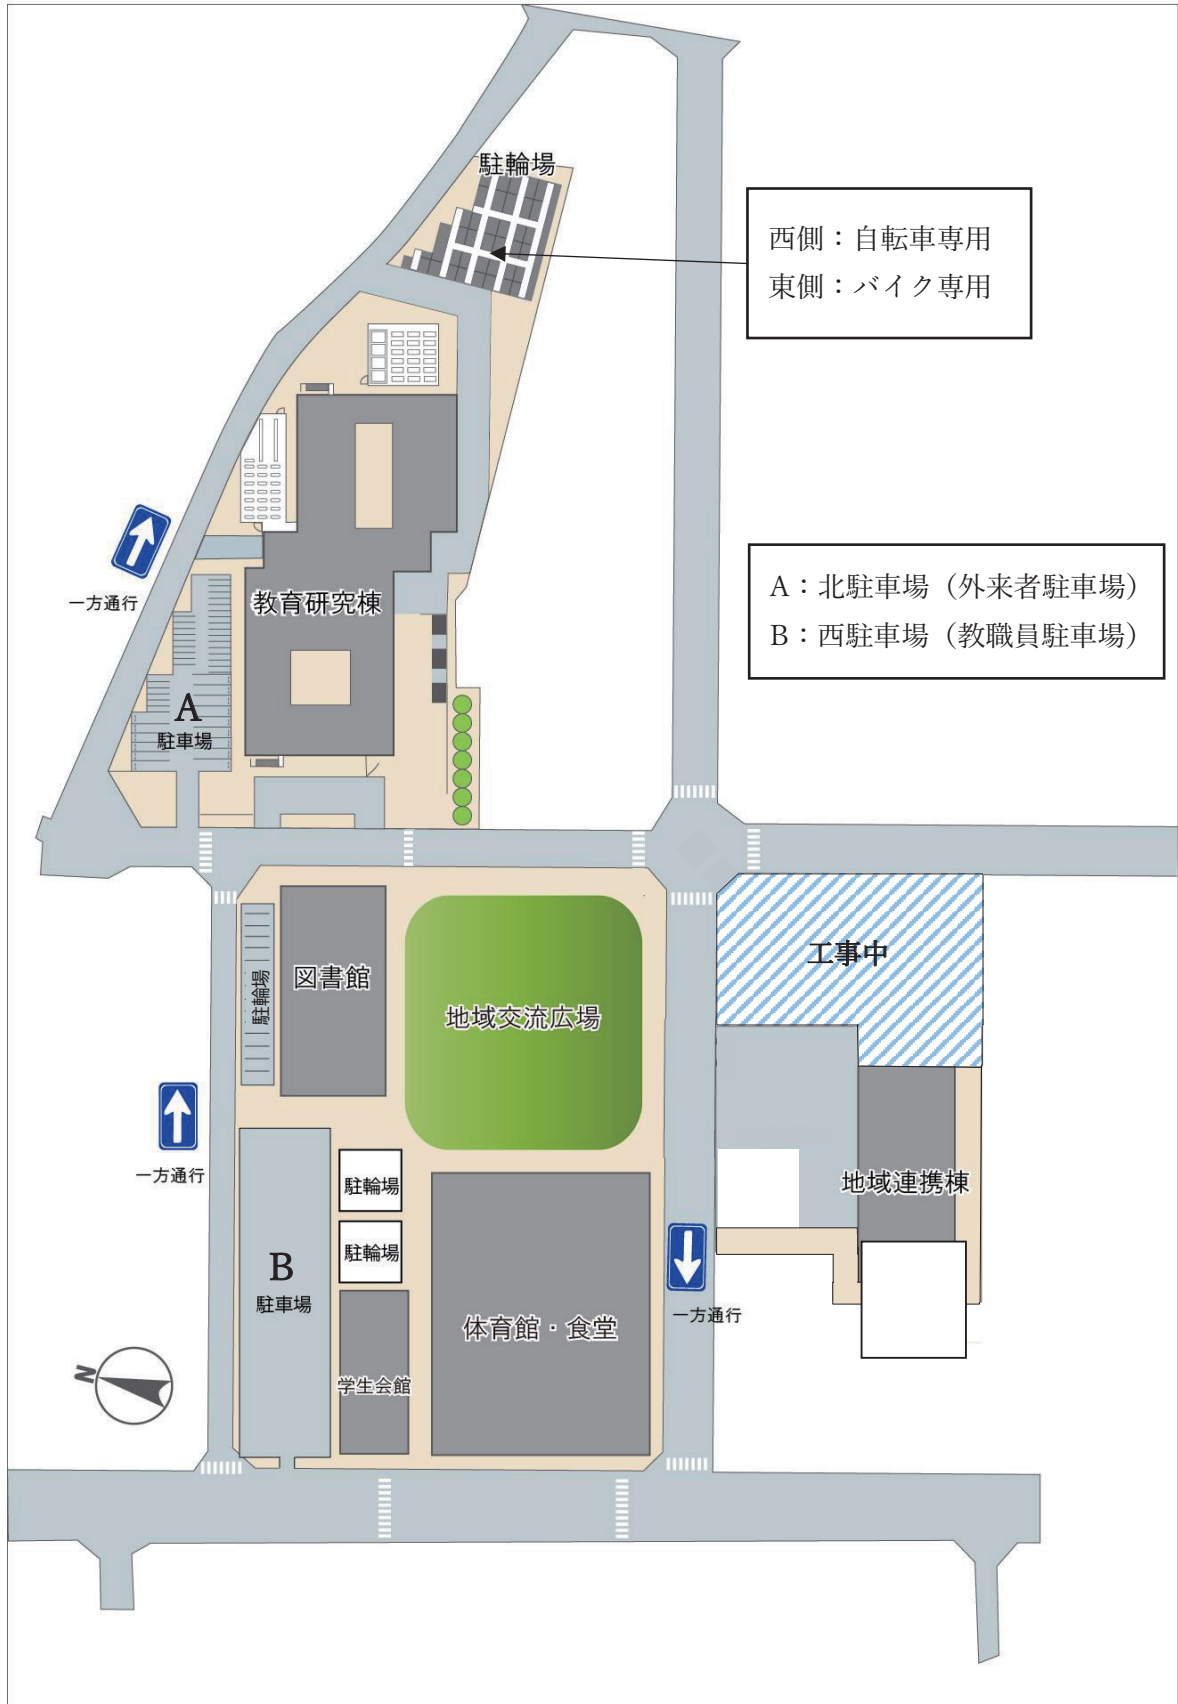 駐輪場
西側：自転車専用
東側：バイク専用
一方通行
教育研究棟
A：北駐車場（外来者駐車場）
B：西駐車場（教職員駐車場）
A
駐車場
工事中
図書館
駐輪場
地域交流広場
一方通行
駐輪場
地域連携棟
駐輪場
B
駐車場
一方通行
体育館・食堂
N
学生会館